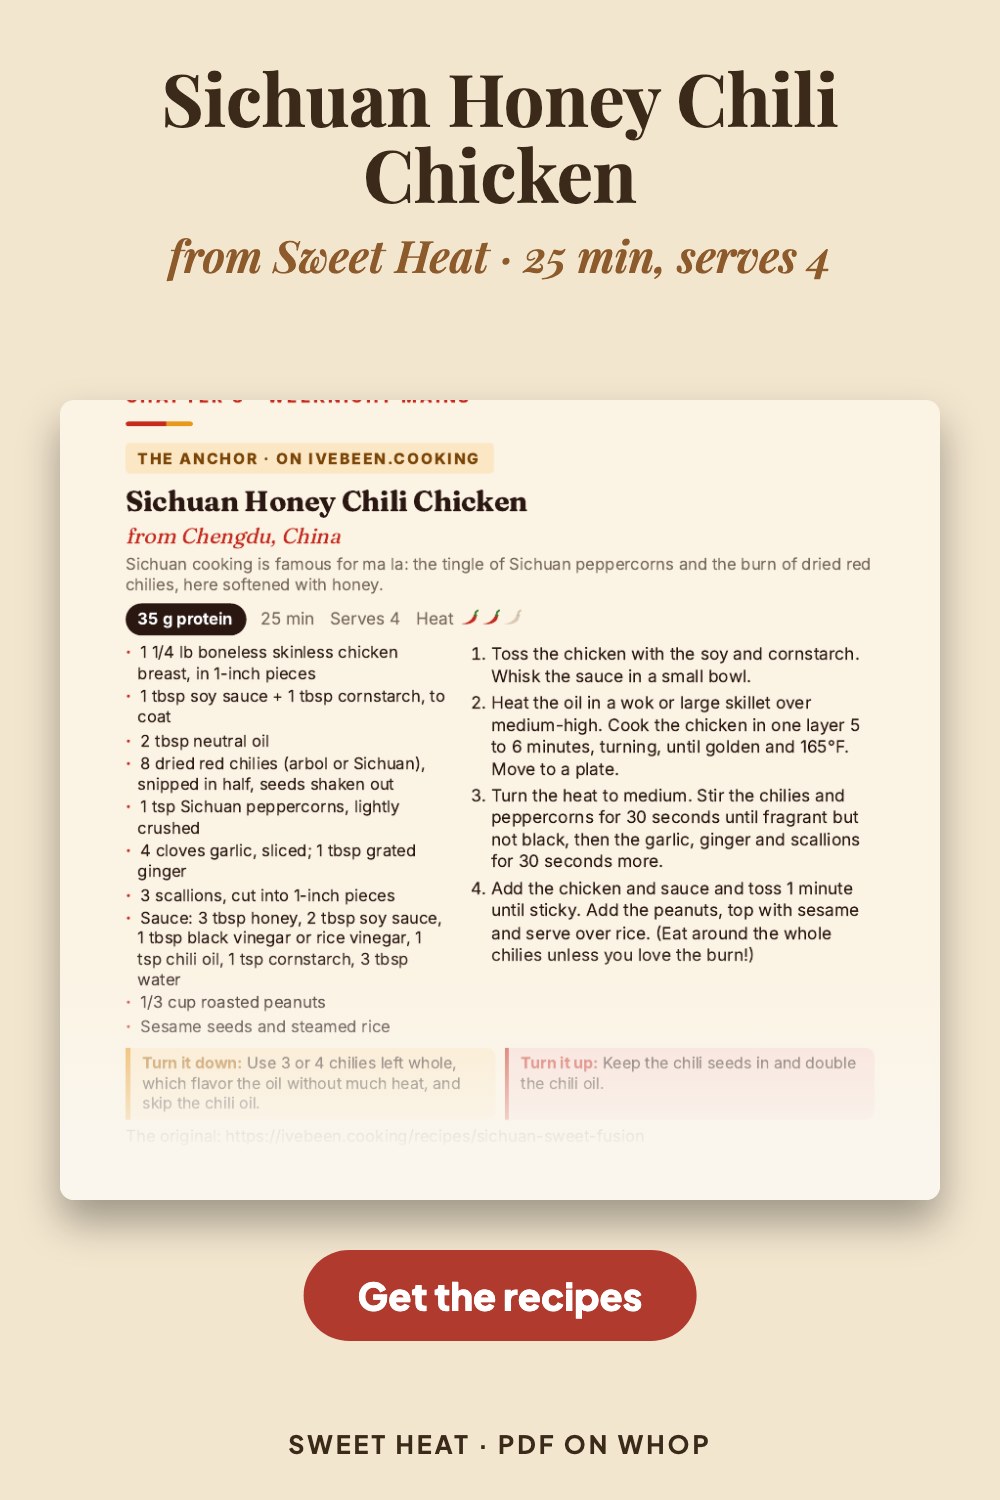 Sichuan Honey Chili
Chicken
from Sweet Heat · 25 min, serves 4
THE ANCHOR · ON IVEBEEN.COOKING
Sichuan Honey Chili Chicken
from Chengdu, China
Sichuan cooking is famous for ma la: the tingle of Sichuan peppercorns and the burn of dried red
chilies, here softened with honey.
35 g protein 25 min Serves 4 Heat
· 1 1/4 lb boneless skinless chicken
breast, in 1-inch pieces
· 1 tbsp soy sauce + 1 tbsp cornstarch, to
coat
· 2 tbsp neutral oil
· 8 dried red chilies (arbol or Sichuan),
snipped in half, seeds shaken out
· 1 tsp Sichuan peppercorns, lightly
crushed
· 4 cloves garlic, sliced; 1 tbsp grated
ginger
· 3 scallions, cut into 1-inch pieces
· Sauce: 3 tbsp honey, 2 tbsp soy sauce,
1 tbsp black vinegar or rice vinegar, 1
tsp chili oil, 1 tsp cornstarch, 3 tbsp
water
· 1/3 cup roasted peanuts
· Sesame seeds and steamed rice
1. Toss the chicken with the soy and cornstarch.
Whisk the sauce in a small bowl.
2. Heat the oil in a wok or large skillet over
medium-high. Cook the chicken in one layer 5
to 6 minutes, turning, until golden and 165°F.
Move to a plate.
3. Turn the heat to medium. Stir the chilies and
peppercorns for 30 seconds until fragrant but
not black, then the garlic, ginger and scallions
for 30 seconds more.
4. Add the chicken and sauce and toss 1 minute
until sticky. Add the peanuts, top with sesame
and serve over rice. (Eat around the whole
chilies unless you love the burn!)
Turn it down: Use 3 or 4 chilies left whole,
which flavor the oil without much heat, and
skip the chili oil.
Turn it up: Keep the chili seeds in and double
the chili oil.
The original: https://ivebeen.cooking/recipes/sichuan-sweet-fusion
Get the recipes
SWEET HEAT · PDF ON WHOP